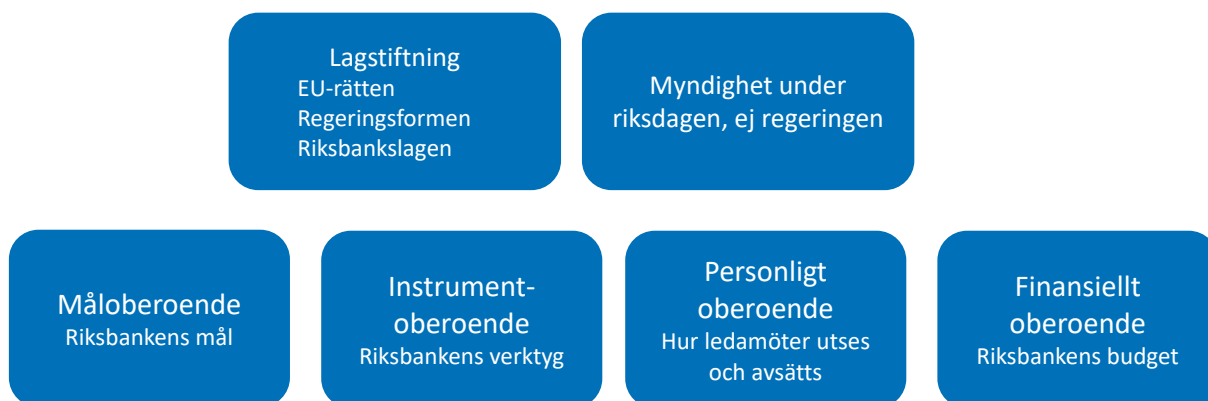 Lagstiftning
EU-rätten
Regeringsformen
Riksbankslagen
Myndighet under
riksdagen, ej regeringen
Måloberoende
Riksbankens mål
Instrument-
oberoende
Riksbankens verktyg
Personligt
oberoende
Hur ledamöter utses
och avsätts
Finansiellt
oberoende
Riksbankens budget